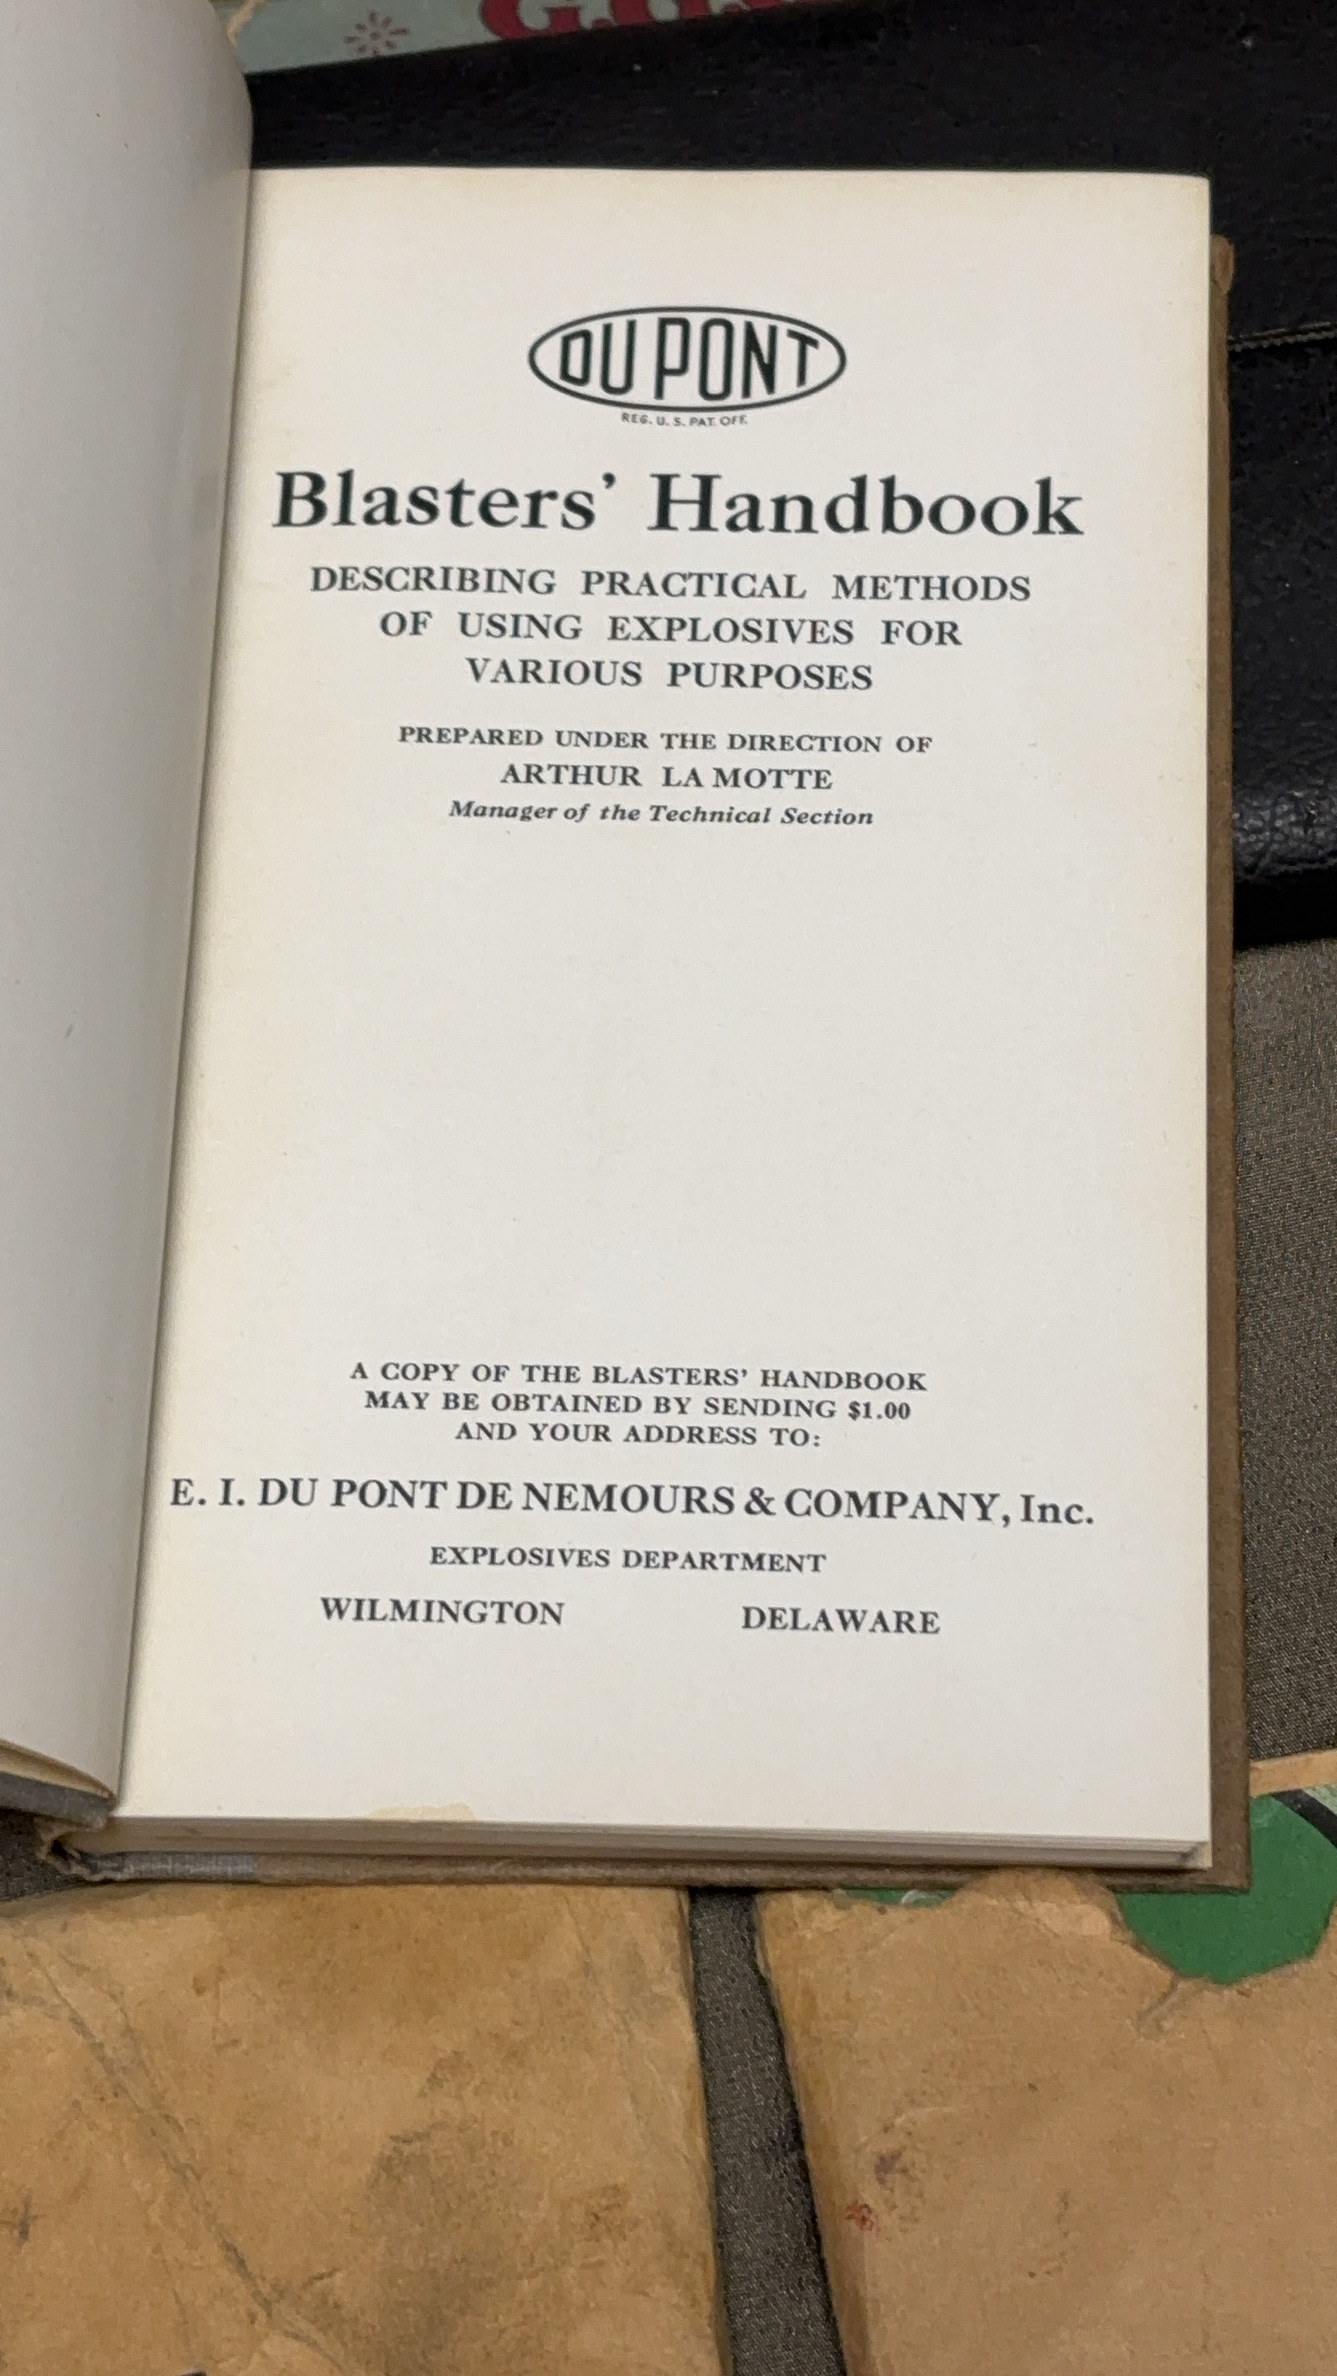 DU PONT
REG. U. S. PAT. OFF.
Blasters’ Handbook
DESCRIBING PRACTICAL METHODS
OF USING EXPLOSIVES FOR
VARIOUS PURPOSES
PREPARED UNDER THE DIRECTION OF
ARTHUR LA MOTTE
Manager of the Technical Section
A COPY OF THE BLASTERS’ HANDBOOK
MAY BE OBTAINED BY SENDING $1.00
AND YOUR ADDRESS TO:
E. I. DU PONT DE NEMOURS & COMPANY, Inc.
EXPLOSIVES DEPARTMENT
WILMINGTON DELAWARE